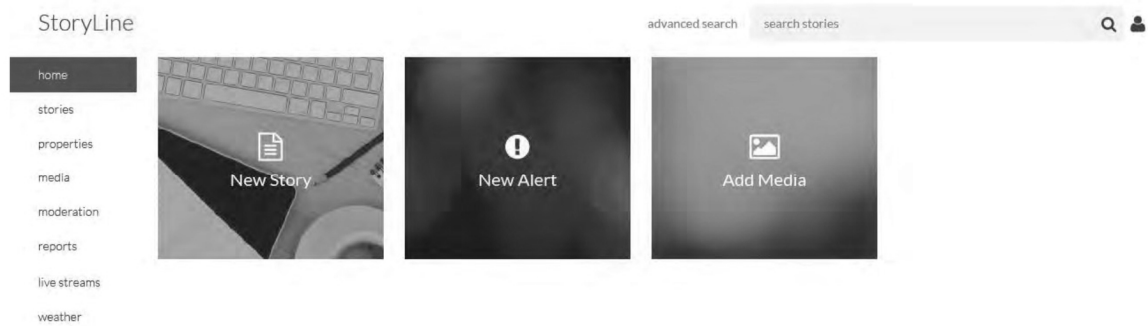 StoryLine
advanced search
search stories
home
stories
properties
media
moderation
reports
live streams
weather
New Story
New Alert
Add Media